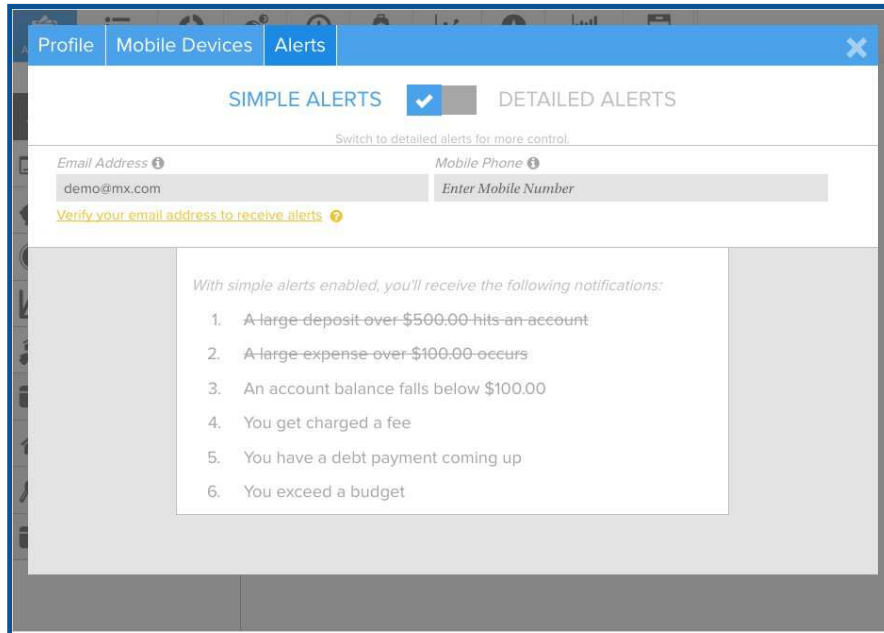 Profile Mobile Devices Alerts
SIMPLE ALERTS DETAILED ALERTS
Switch to detailed alerts for more control.
Email Address Mobile Phone
demo@mx.com Enter Mobile Number
Verify your email address to receive alerts
With simple alerts enabled, you'll receive the following notifications:
1. A large deposit over $500.00 hits an account
2. A large expense over $100.00 occurs
3. An account balance falls below $100.00
4. You get charged a fee
5. You have a debt payment coming up
6. You exceed a budget